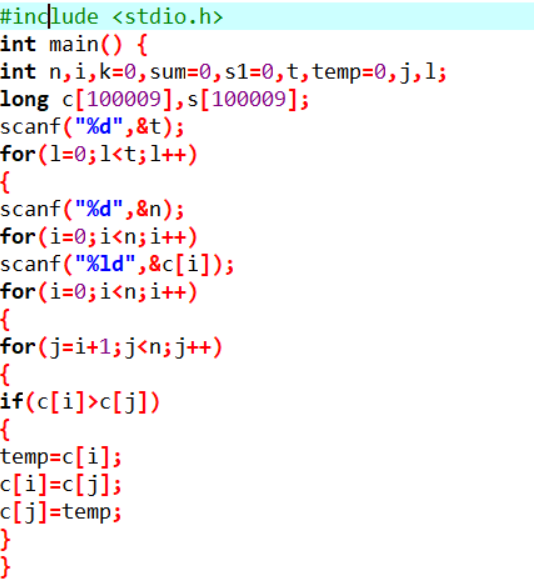 #include <stdio.h>
int main() {
int n,i,k=0,sum=0,s1=0,t,temp=0,j,l;
long c[100009],s[100009];
scanf("%d",&t);
for(l=0;l<t;l++)
{
scanf("%d",&n);
for(i=0;i<n;i++)
scanf("%ld",&c[i]);
for(i=0;i<n;i++)
{
for(j=i+1;j<n;j++)
{
if(c[i]>c[j])
{
temp=c[i];
c[i]=c[j];
c[j]=temp;
}
}